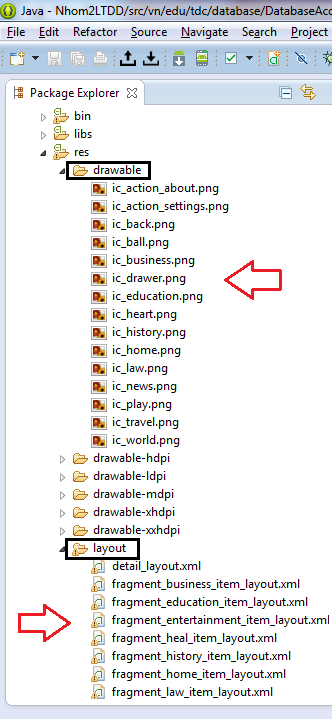 Java - Nhom2LTDD/src/vn/edu/tdc/database/DatabaseAcc
File Edit Refactor Source Navigate Search Project
Package Explorer
bin
libs
res
drawable
ic_action_about.png
ic_action_settings.png
ic_back.png
ic_ball.png
ic_business.png
ic_drawer.png
ic_education.png
ic_heart.png
ic_history.png
ic_home.png
ic_law.png
ic_news.png
ic_play.png
ic_travel.png
ic_world.png
drawable-hdpi
drawable-ldpi
drawable-mdpi
drawable-xhdpi
drawable-xxhdpi
layout
detail_layout.xml
fragment_business_item_layout.xml
fragment_education_item_layout.xml
fragment_entertainment_item_layout.xml
fragment_heal_item_layout.xml
fragment_history_item_layout.xml
fragment_home_item_layout.xml
fragment_law_item_layout.xml